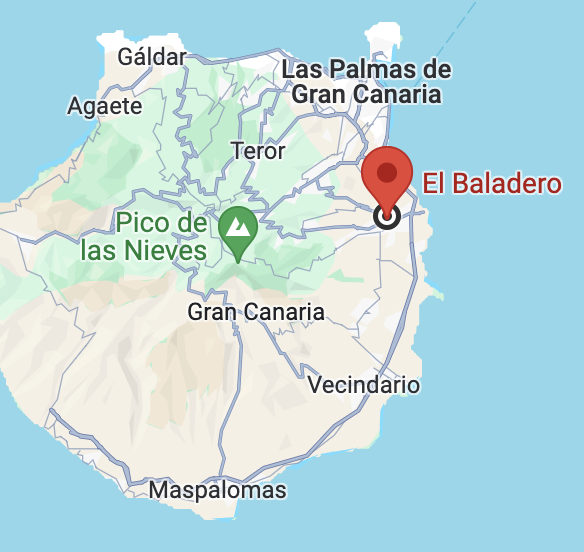 Gáldar
Las Palmas de
Gran Canaria
Agaete
Teror
El Baladero
Pico de
las Nieves
Gran Canaria
Vecindario
Maspalomas